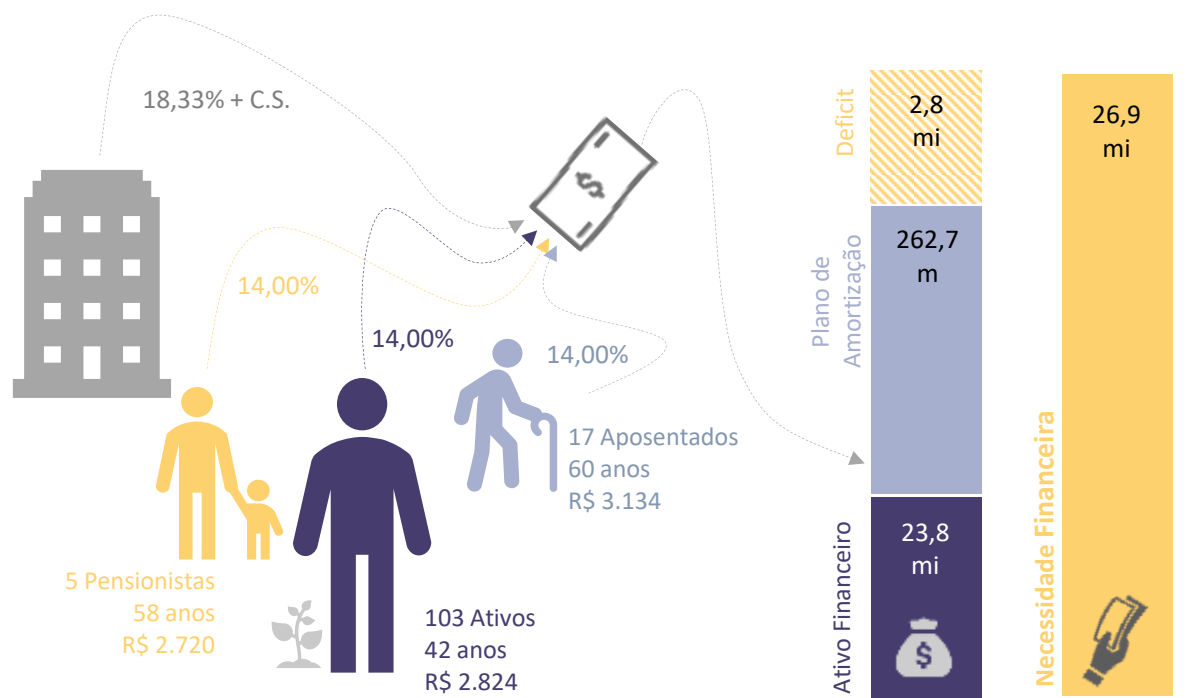 18,33% + C.S.
14,00%
14,00%
14,00%
5 Pensionistas
58 anos
R$ 2.720
103 Ativos
42 anos
R$ 2.824
17 Aposentados
60 anos
R$ 3.134
$
Deficit
2,8
mi
Plano de
Amortização
262,7
m
Ativo Financeiro
23,8
mi
$
Necessidade Financeira
26,9
mi